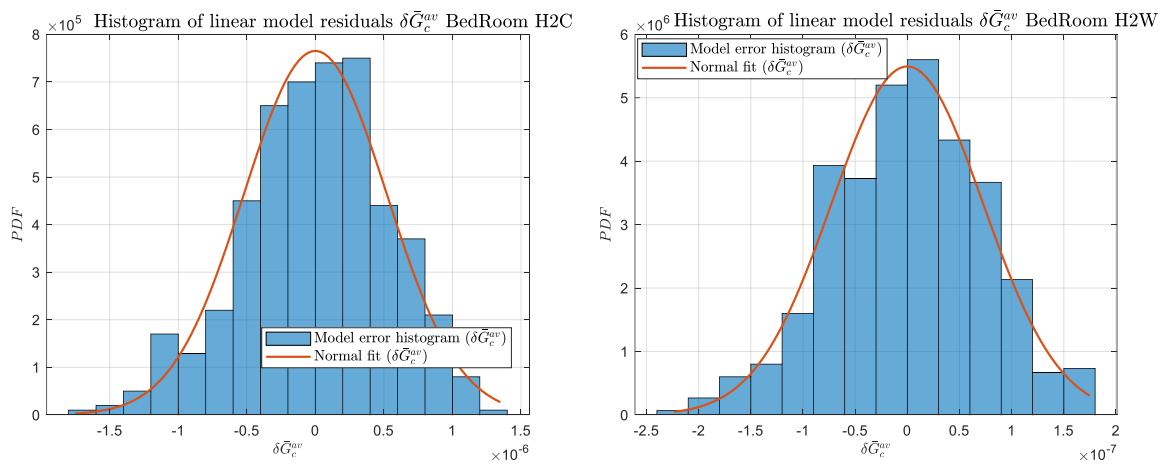 ×10^5 Histogram of linear model residuals δḠ_c^{av} BedRoom H2C
8
7
6
5
4
3
2
1
0
PDF
Model error histogram (δḠ_c^{av})
Normal fit (δḠ_c^{av})
-1.5 -1 -0.5 0 0.5 1 1.5
δḠ_c^{av}
×10^{-6}
×10^6 Histogram of linear model residuals δḠ_c^{av} BedRoom H2W
Model error histogram (δḠ_c^{av})
Normal fit (δḠ_c^{av})
6
5
4
3
2
1
0
PDF
-2.5 -2 -1.5 -1 -0.5 0 0.5 1 1.5 2
δḠ_c^{av}
×10^{-7}